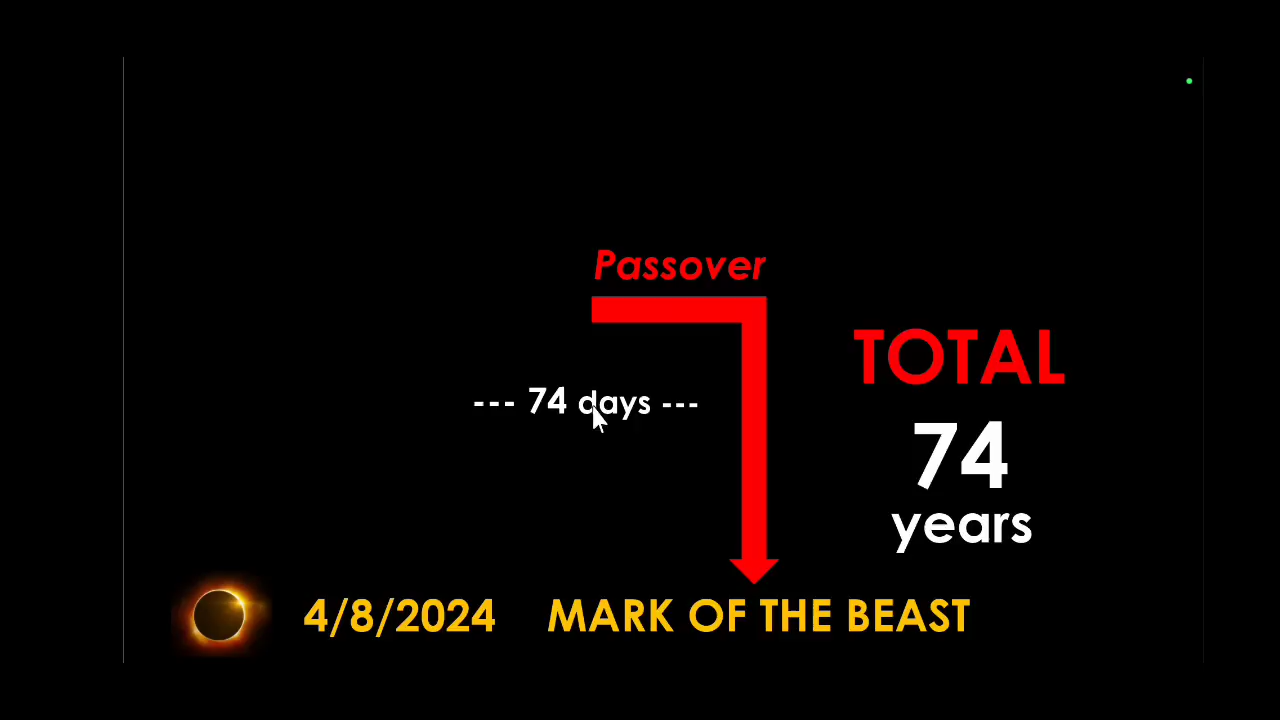 Passover
TOTAL
--- 74 days ---
74
years
4/8/2024 MARK OF THE BEAST